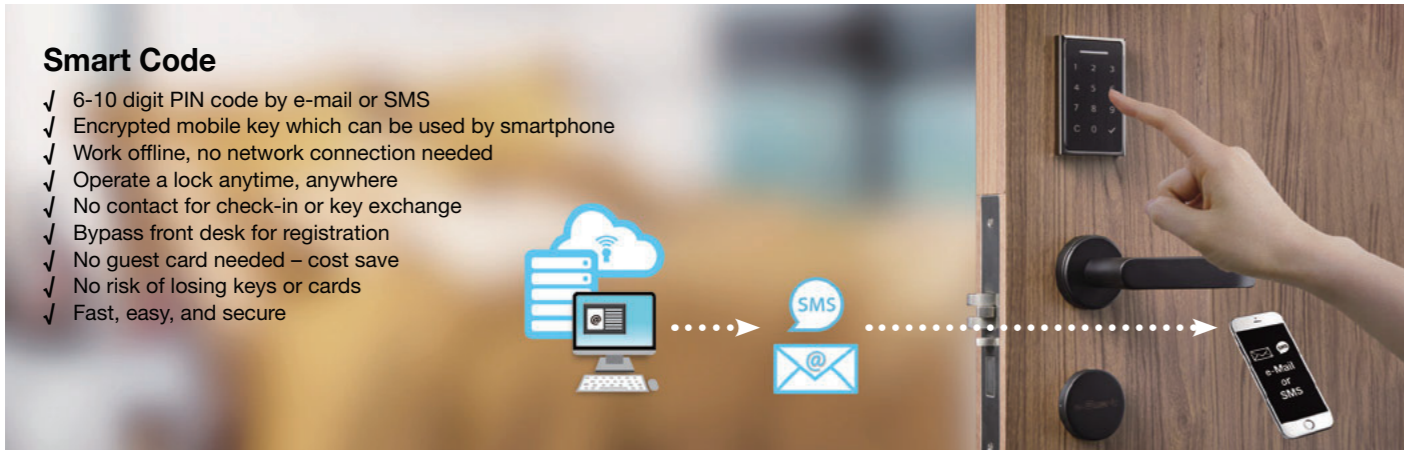 Smart Code
√ 6-10 digit PIN code by e-mail or SMS
√ Encrypted mobile key which can be used by smartphone
√ Work offline, no network connection needed
√ Operate a lock anytime, anywhere
√ No contact for check-in or key exchange
√ Bypass front desk for registration
√ No guest card needed – cost save
√ No risk of losing keys or cards
√ Fast, easy, and secure
@
SMS
@
1 2 3
4 5 6
7 8 9
C 0 ✓
SMS
e-Mail
or
SMS